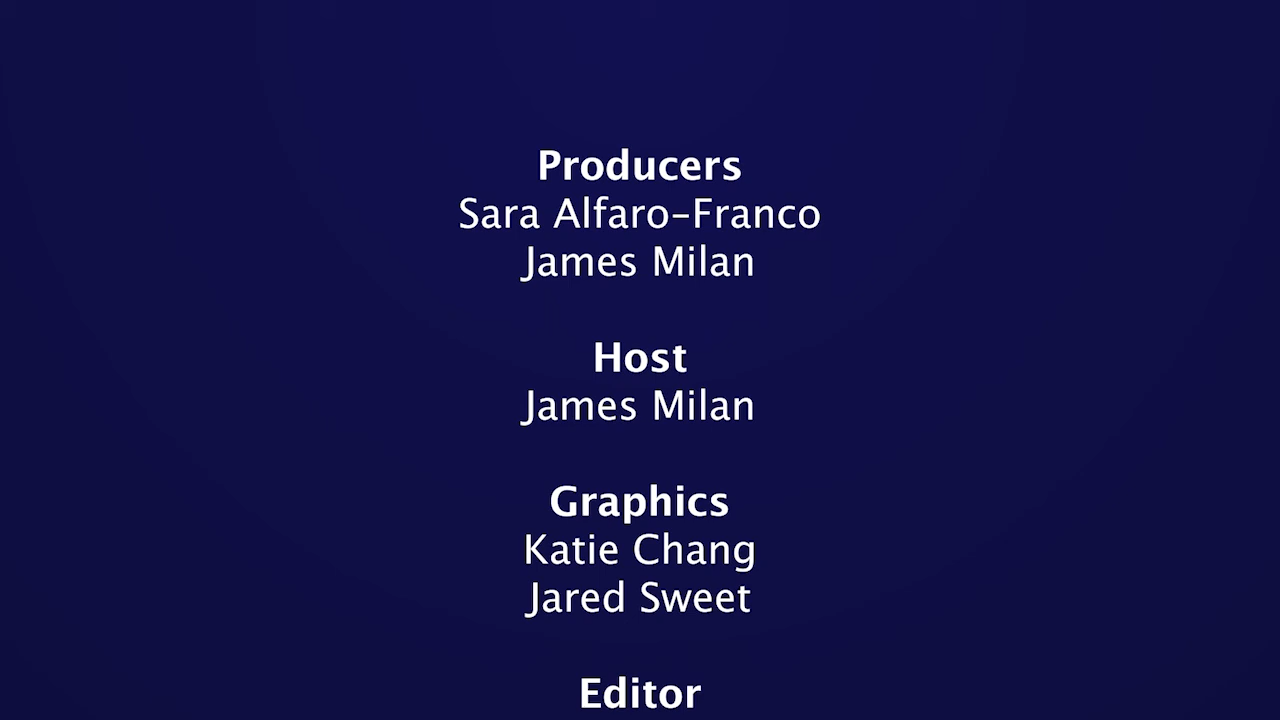 Producers
Sara Alfaro–Franco
James Milan
Host
James Milan
Graphics
Katie Chang
Jared Sweet
Editor